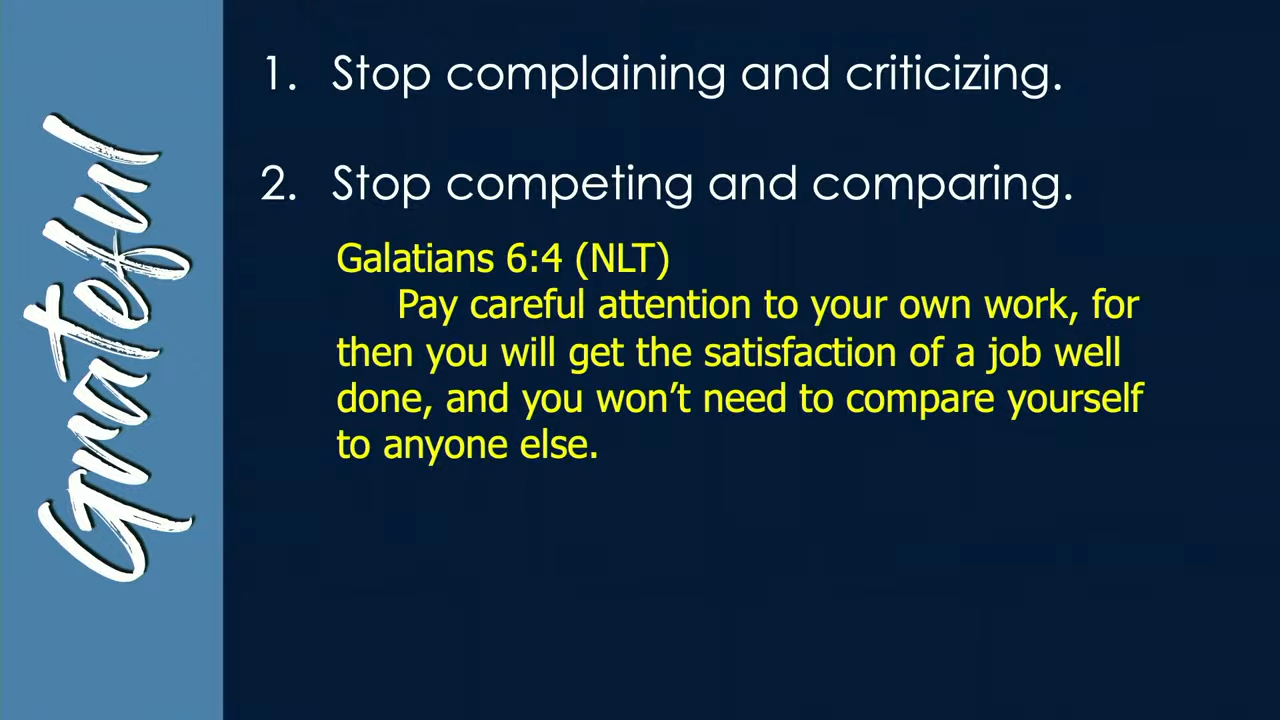 Grateful
1. Stop complaining and criticizing.
2. Stop competing and comparing.
Galatians 6:4 (NLT)
Pay careful attention to your own work, for
then you will get the satisfaction of a job well
done, and you won’t need to compare yourself
to anyone else.